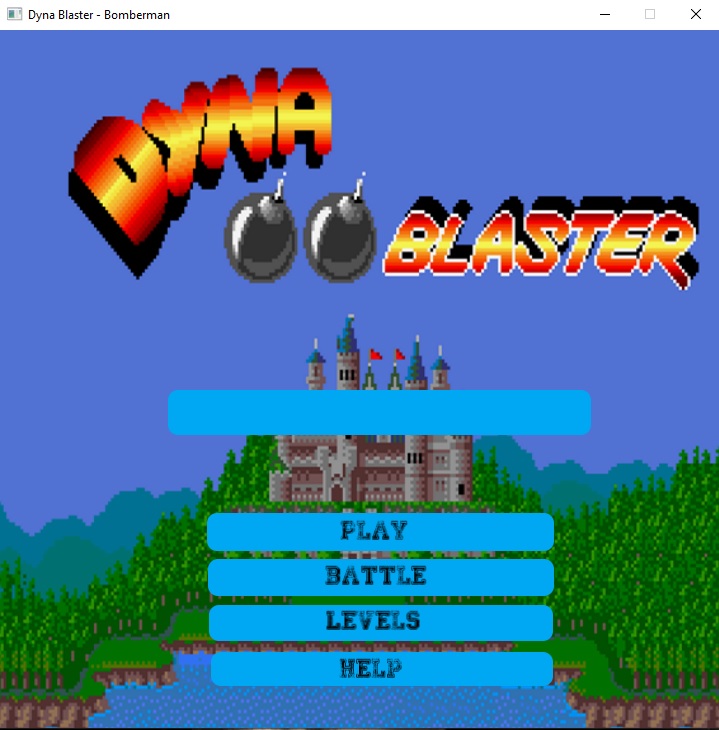 Dyna Blaster - Bomberman
DYNA
BLASTER
PLAY
BATTLE
LEVELS
HELP